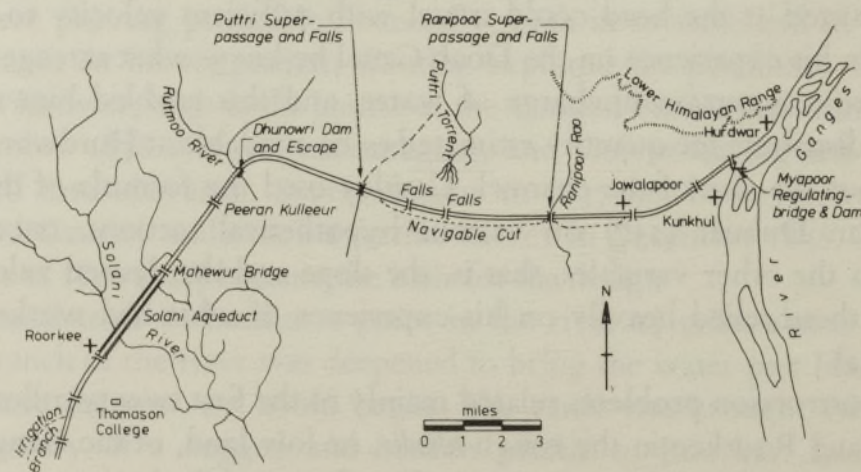 Puttri Super-
passage and Falls
Ranipoor Super-
passage and Falls
Rutmoo River
Dhunowri Dam
and Escape
Puttri Torrent
Lower Himalayan Range
Hurdwar
Ganges
River
Ranipoor Rao
Jowalapoor
Falls
Falls
Navigable Cut
Kunkhul
Myapoor
Regulating-
bridge & Dam
Peeran Kulleeur
Solani
River
Mahewur Bridge
Solani Aqueduct
Roorkee
Thomason
College
Irrigation
Branch
N
miles
0 1 2 3